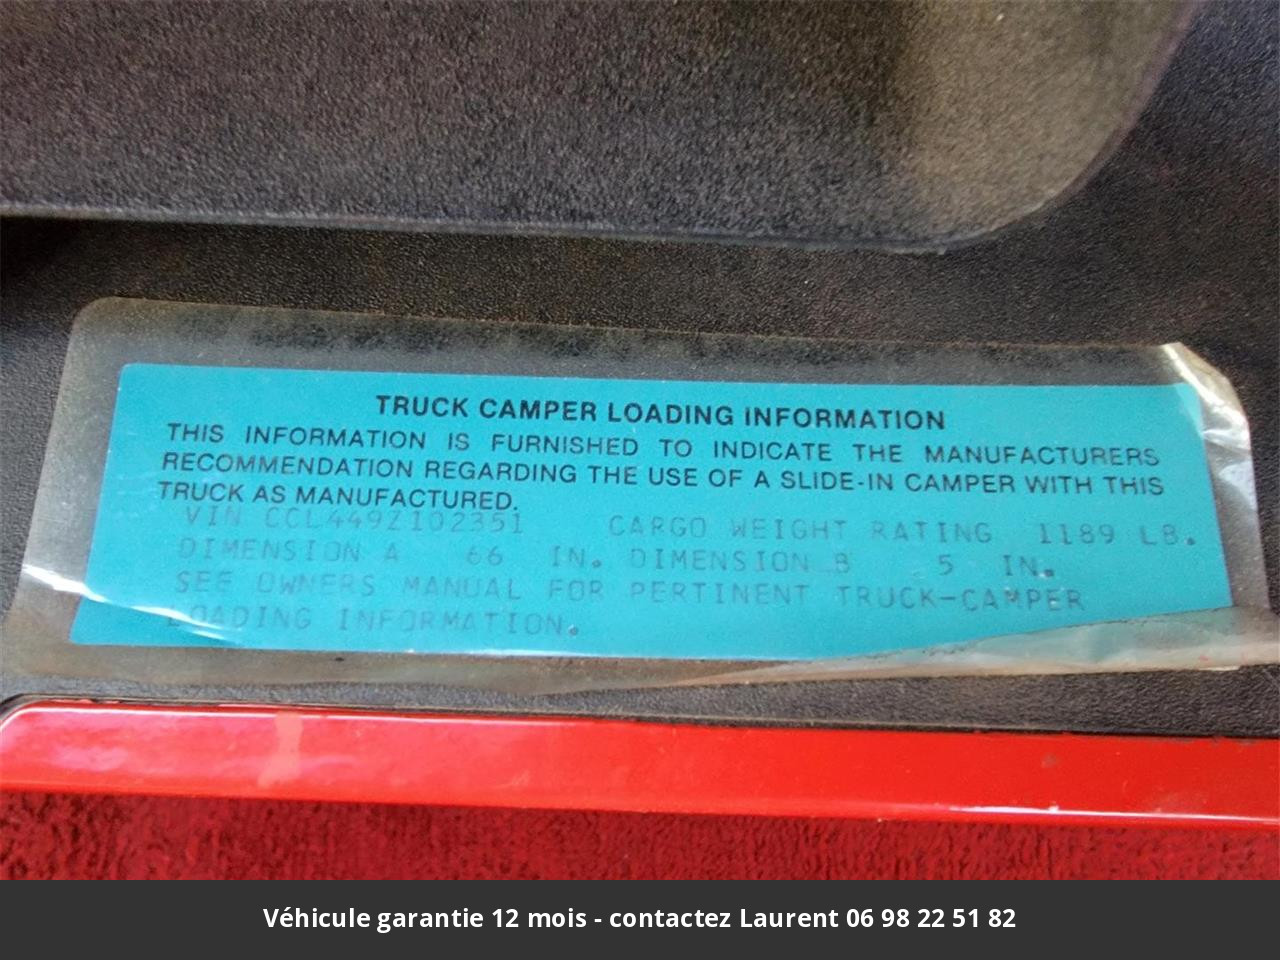 TRUCK CAMPER LOADING INFORMATION
THIS INFORMATION IS FURNISHED TO INDICATE THE MANUFACTURERS
RECOMMENDATION REGARDING THE USE OF A SLIDE-IN CAMPER WITH THIS
TRUCK AS MANUFACTURED.
VIN CCL449Z102351 CARGO WEIGHT RATING 1189 LB.
DIMENSION A 66 IN. DIMENSION B 5 IN.
SEE OWNERS MANUAL FOR PERTINENT TRUCK-CAMPER
LOADING INFORMATION.
Véhicule garantie 12 mois - contactez Laurent 06 98 22 51 82